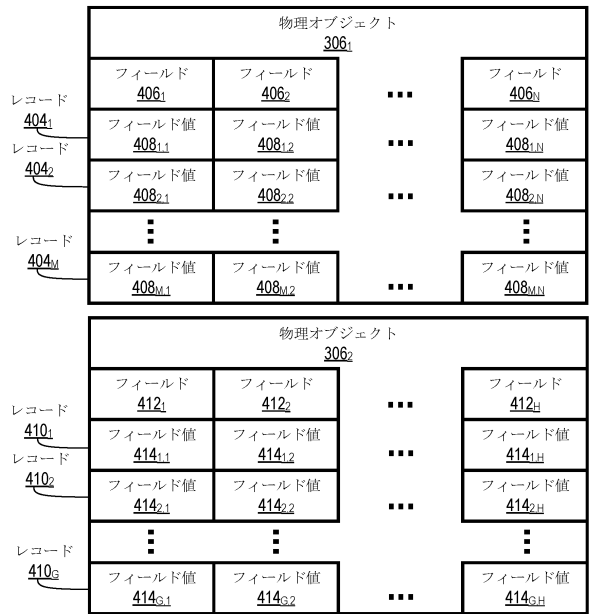 物理オブジェクト
306₁
フィールド フィールド フィールド
406₁ 406₂ ... 406N
レコード
404₁
フィールド値 フィールド値 フィールド値
408₁.₁ 408₁.₂ ... 408₁.N
レコード
404₂
フィールド値 フィールド値 フィールド値
408₂.₁ 408₂.₂ ... 408₂.N
レコード
404M
フィールド値 フィールド値 フィールド値
408M.₁ 408M.₂ ... 408M.N
物理オブジェクト
306₂
フィールド フィールド フィールド
412₁ 412₂ ... 412H
レコード
410₁
フィールド値 フィールド値 フィールド値
414₁.₁ 414₁.₂ ... 414₁.H
レコード
410₂
フィールド値 フィールド値 フィールド値
414₂.₁ 414₂.₂ ... 414₂.H
レコード
410G
フィールド値 フィールド値 フィールド値
414G.₁ 414G.₂ ... 414G.H